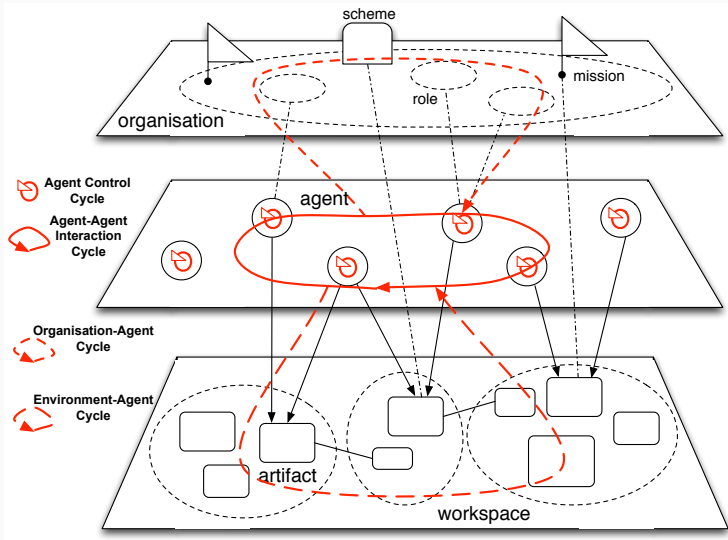 scheme
mission
role
organisation
Agent Control
Cycle
agent
Agent-Agent
Interaction
Cycle
Organisation-Agent
Cycle
Environment-Agent
Cycle
artifact
workspace